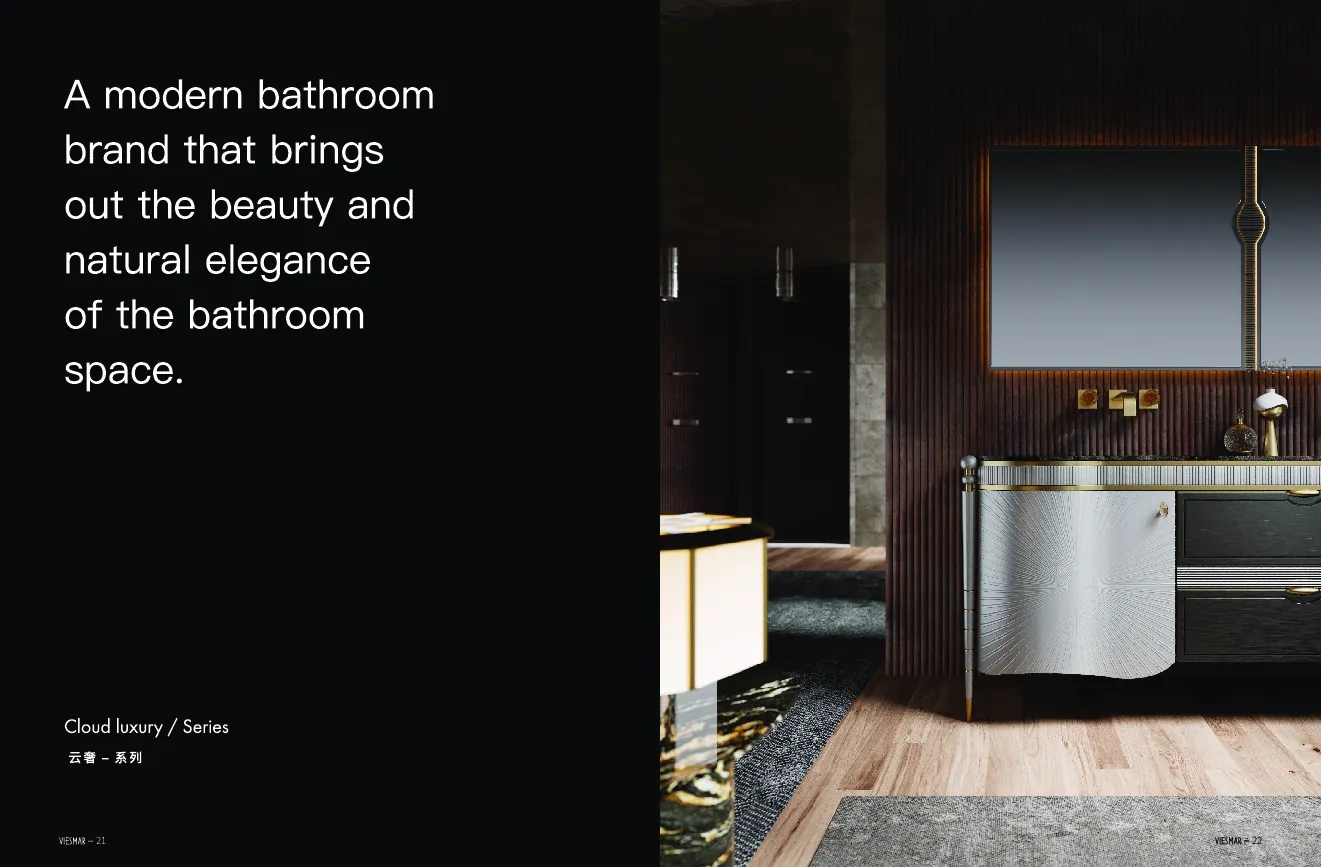 A modern bathroom
brand that brings
out the beauty and
natural elegance
of the bathroom
space.
Cloud luxury / Series
云奢 – 系列
VIESMAR – 21
VIESMAR – 22